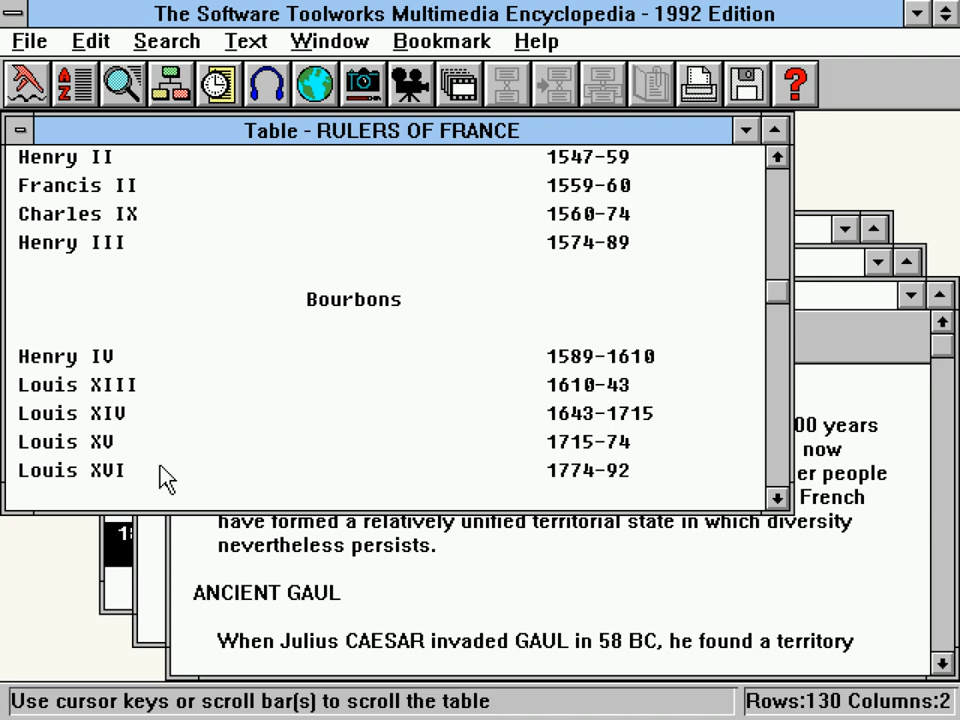 The Software Toolworks Multimedia Encyclopedia - 1992 Edition
File Edit Search Text Window Bookmark Help
Table - RULERS OF FRANCE
Henry II 1547-59
Francis II 1559-60
Charles IX 1560-74
Henry III 1574-89
Bourbons
Henry IV 1589-1610
Louis XIII 1610-43
Louis XIV 1643-1715
Louis XV 1715-74
Louis XVI 1774-92
00 years
now
er people
French
have formed a relatively unified territorial state in which diversity
nevertheless persists.
ANCIENT GAUL
When Julius CAESAR invaded GAUL in 58 BC, he found a territory
Use cursor keys or scroll bar(s) to scroll the table Rows:130 Columns:2